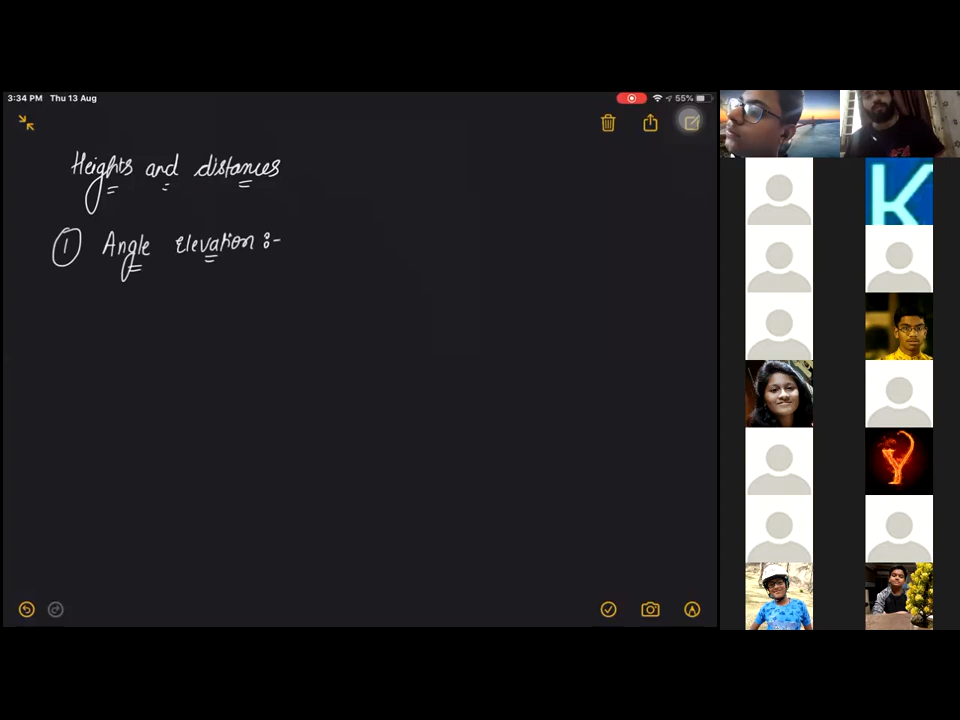 3:34 PM Thu 13 Aug
55%
Heights and distances
① Angle Elevation :-
K
Y